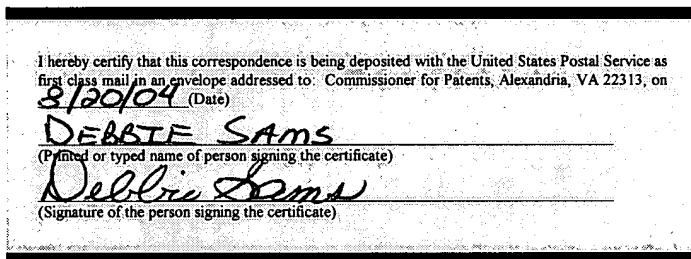 I hereby certify that this correspondence is being deposited with the United States Postal Service as
first class mail in an envelope addressed to: Commissioner for Patents, Alexandria, VA 22313, on
8/20/04 (Date)
DEBBIE SAMS
(Printed or typed name of person signing the certificate)
Debbie Sams
(Signature of the person signing the certificate)